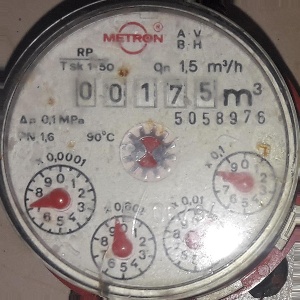 METRON ®
A V
B H
RP
Tsk 1-50 Qn 1,5 m³/h
00175 m³
5058976
Δp 0,1 MPa
PN 1,6 90°C
x 0,0001
x 0,001
x 0,01
x 0,1